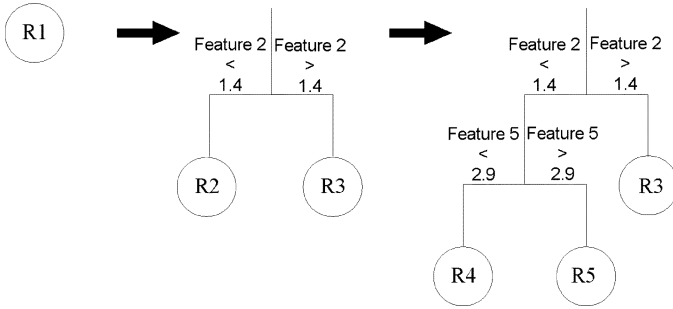 R1
Feature 2 Feature 2
< >
1.4 1.4
R2 R3
Feature 2 Feature 2
< >
1.4 1.4
Feature 5 Feature 5
< >
2.9 2.9
R3
R4 R5